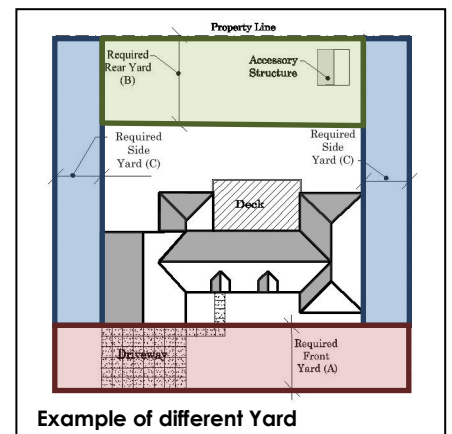 Property Line
Required
Rear Yard
(B)
Accessory
Structure
Required
Side
Yard (C)
Required
Side
Yard (C)
Deck
Driveway
Required
Front
Yard (A)
Example of different Yard